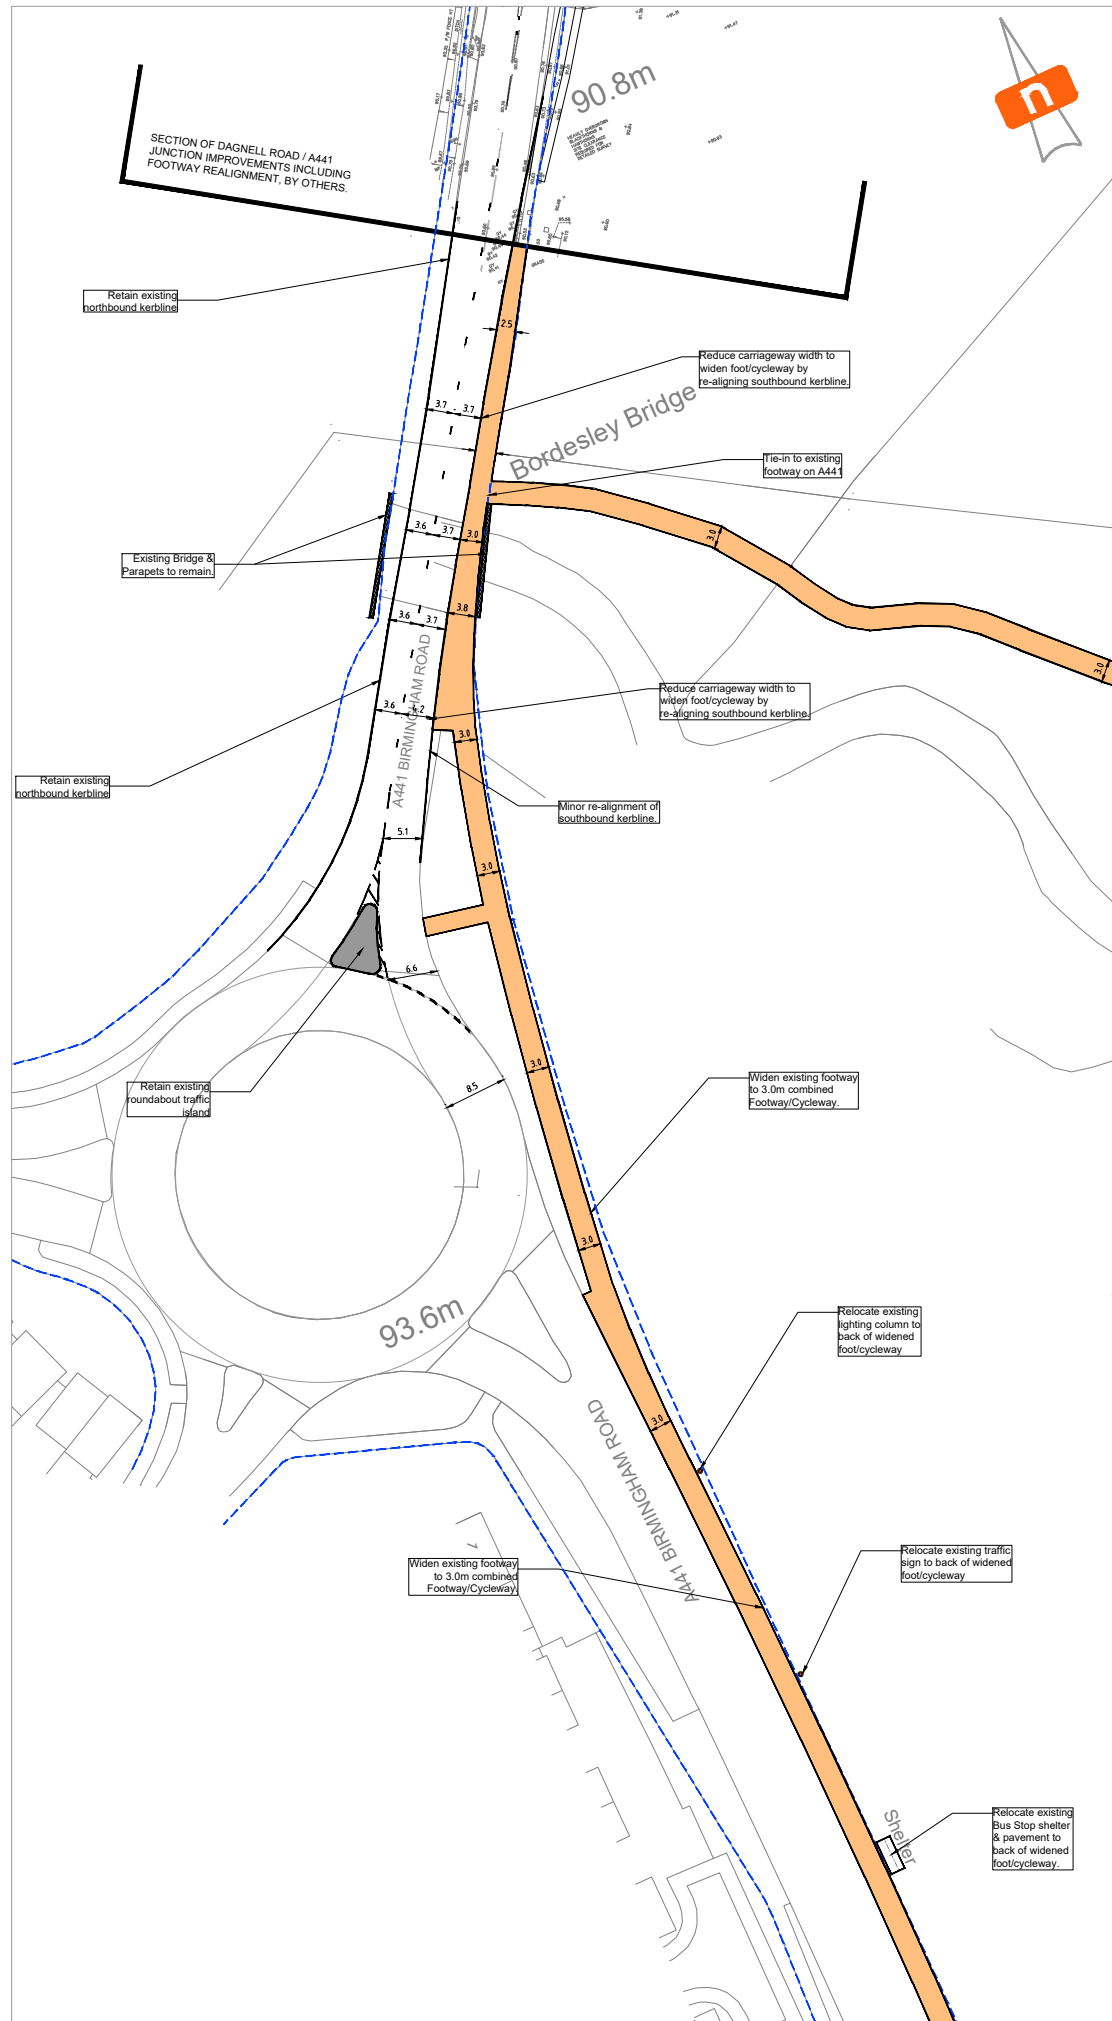 90.8m
n
SECTION OF DAGNELL ROAD / A441
JUNCTION IMPROVEMENTS INCLUDING
FOOTWAY REALIGNMENT, BY OTHERS.
Retain existing
northbound kerbline
2.5
Reduce carriageway width to
widen foot/cycleway by
re-aligning southbound kerbline.
3.7
3.7
Bordesley Bridge
Tie-in to existing
footway on A441
3.6
3.7
3.0
3.0
Existing Bridge &
Parapets to remain.
3.8
3.6
3.7
3.0
A441 BIRMINGHAM ROAD
Reduce carriageway width to
widen foot/cycleway by
re-aligning southbound kerbline.
3.6
3.0
Retain existing
northbound kerbline
Minor re-alignment of
southbound kerbline.
5.1
3.0
6.6
3.0
8.5
Retain existing
roundabout traffic
island
Widen existing footway
to 3.0m combined
Footway/Cycleway.
3.0
93.6m
Relocate existing
lighting column to
back of widened
foot/cycleway
3.0
A441 BIRMINGHAM ROAD
Relocate existing traffic
sign to back of widened
foot/cycleway
Widen existing footway
to 3.0m combined
Footway/Cycleway.
Shelter
Relocate existing
Bus Stop shelter
& pavement to
back of widened
foot/cycleway.